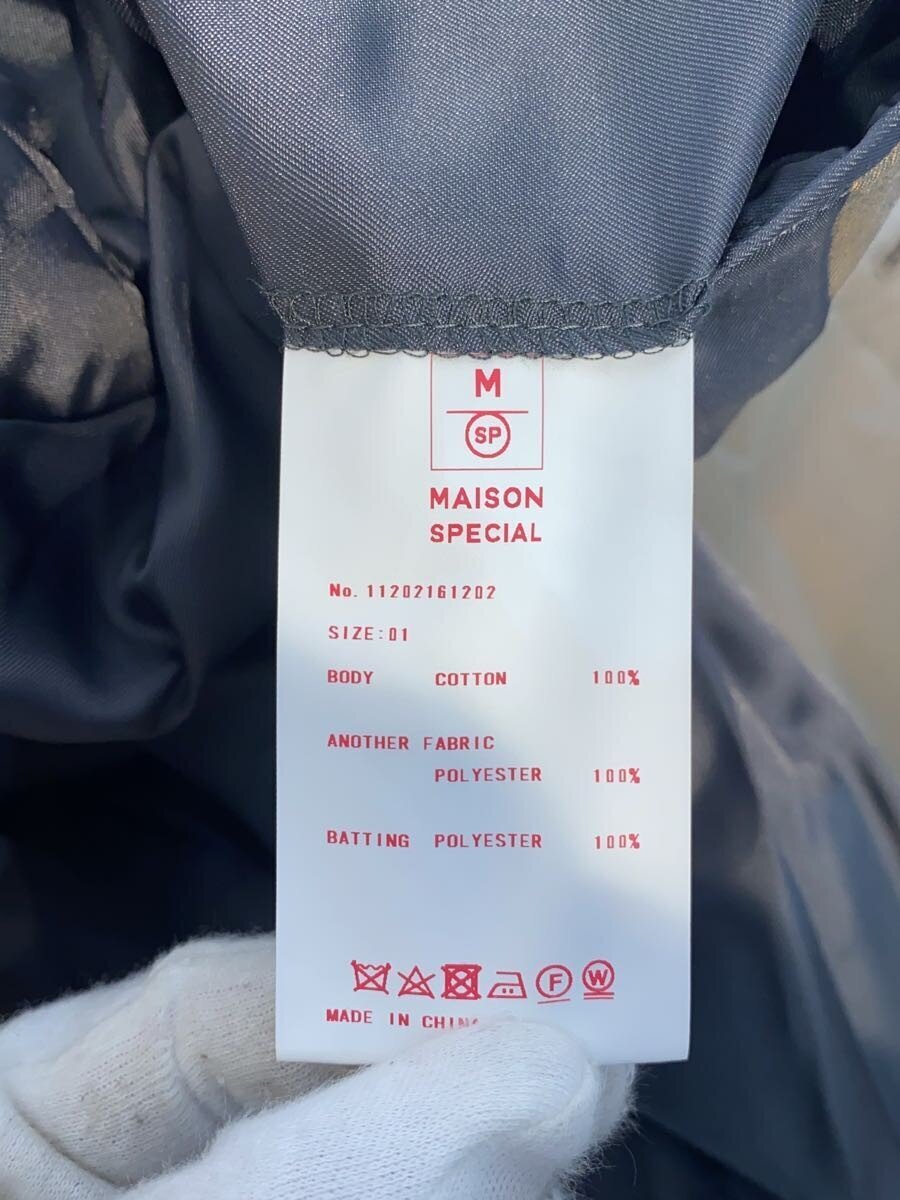 M
SP
MAISON
SPECIAL
No. 11202161202
SIZE:01
BODY COTTON 100%
ANOTHER FABRIC
POLYESTER 100%
BATTING POLYESTER 100%
F W
MADE IN CHINA